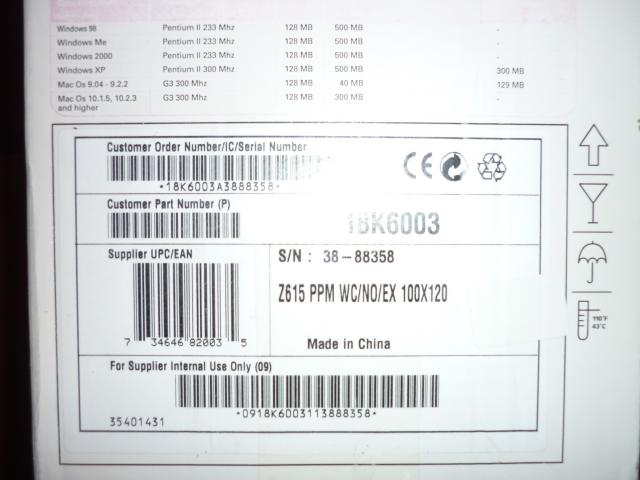 Windows 98 Pentium II 233 Mhz 128 MB 500 MB -
Windows Me Pentium II 233 Mhz 128 MB 500 MB -
Windows 2000 Pentium II 233 Mhz 128 MB 500 MB -
Windows XP Pentium II 300 Mhz 128 MB 500 MB 300 MB
Mac Os 9.04 - 9.2.2 G3 300 Mhz 128 MB 40 MB 129 MB
Mac Os 10.1.5, 10.2.3 G3 300 Mhz 128 MB 300 MB -
and higher
Customer Order Number/IC/Serial Number
*18K6003A3888358*
CE
Customer Part Number (P)
18K6003
Supplier UPC/EAN
7 34646 82003 5
S/N : 38-88358
Z615 PPM WC/NO/EX 100X120
Made in China
For Supplier Internal Use Only (09)
*0918K6003113888358*
35401431
110°F
43°C